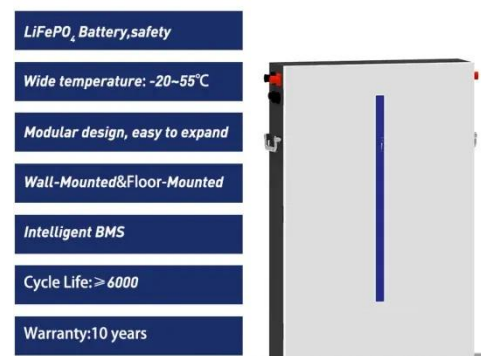 LiFePO₄ Battery,safety
Wide temperature: -20~55℃
Modular design, easy to expand
Wall-Mounted&Floor-Mounted
Intelligent BMS
Cycle Life:≥6000
Warranty:10 years